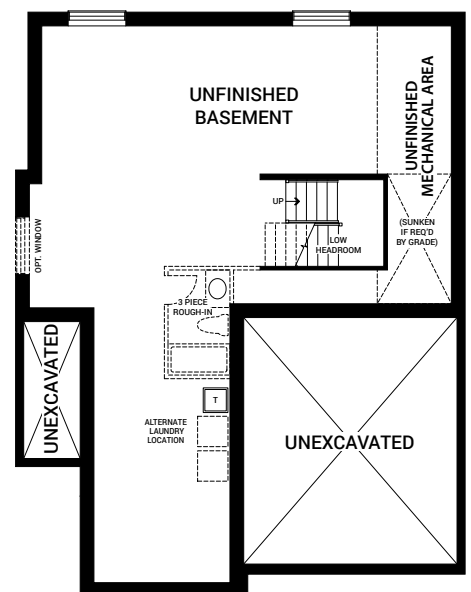 UNFINISHED
BASEMENT
UNFINISHED
MECHANICAL AREA
UP
(SUNKEN
IF REQ'D
BY GRADE)
LOW
HEADROOM
OPT. WINDOW
3 PIECE
ROUGH-IN
UNEXCAVATED
T
ALTERNATE
LAUNDRY
LOCATION
UNEXCAVATED